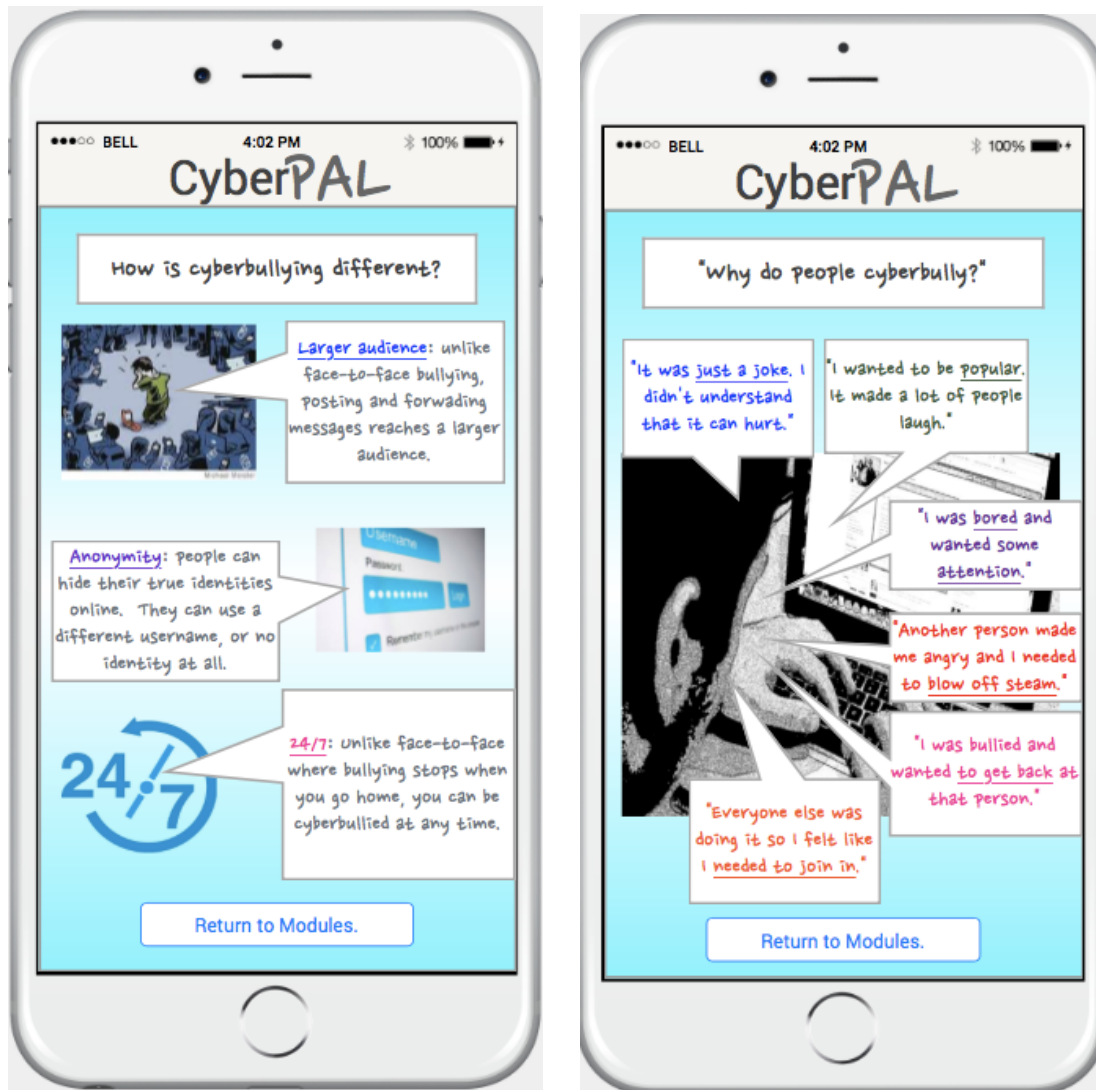 BELL 4:02 PM 100%
CyberPAL
How is cyberbullying different?
Larger audience: unlike
face-to-face bullying,
posting and forwading
messages reaches a larger
audience.
Anonymity: people can
hide their true identities
online. They can use a
different username, or no
identity at all.
Username
Password:
Login
Remember my username
24/7
24/7: Unlike face-to-face
where bullying stops when
you go home, you can be
cyberbullied at any time.
Return to Modules.
BELL 4:02 PM 100%
CyberPAL
"Why do people cyberbully?"
"It was just a joke. I
didn't understand
that it can hurt."
"I wanted to be popular.
It made a lot of people
laugh."
"I was bored and
wanted some
attention."
"Another person made
me angry and I needed
to blow off steam."
"I was bullied and
wanted to get back at
that person."
"Everyone else was
doing it so I felt like
I needed to join in."
Return to Modules.